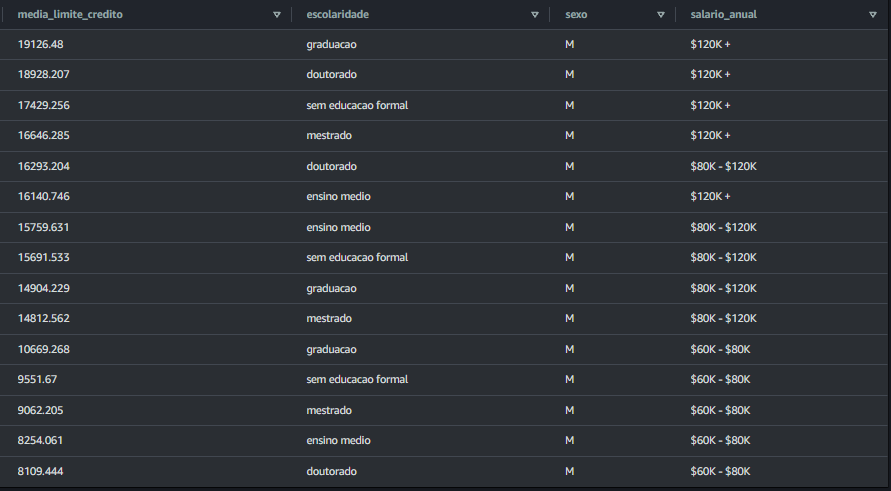 media_limite_credito escolaridade sexo salario_anual
19126.48 graduacao M $120K +
18928.207 doutorado M $120K +
17429.256 sem educacao formal M $120K +
16646.285 mestrado M $120K +
16293.204 doutorado M $80K - $120K
16140.746 ensino medio M $120K +
15759.631 ensino medio M $80K - $120K
15691.533 sem educacao formal M $80K - $120K
14904.229 graduacao M $80K - $120K
14812.562 mestrado M $80K - $120K
10669.268 graduacao M $60K - $80K
9551.67 sem educacao formal M $60K - $80K
9062.205 mestrado M $60K - $80K
8254.061 ensino medio M $60K - $80K
8109.444 doutorado M $60K - $80K